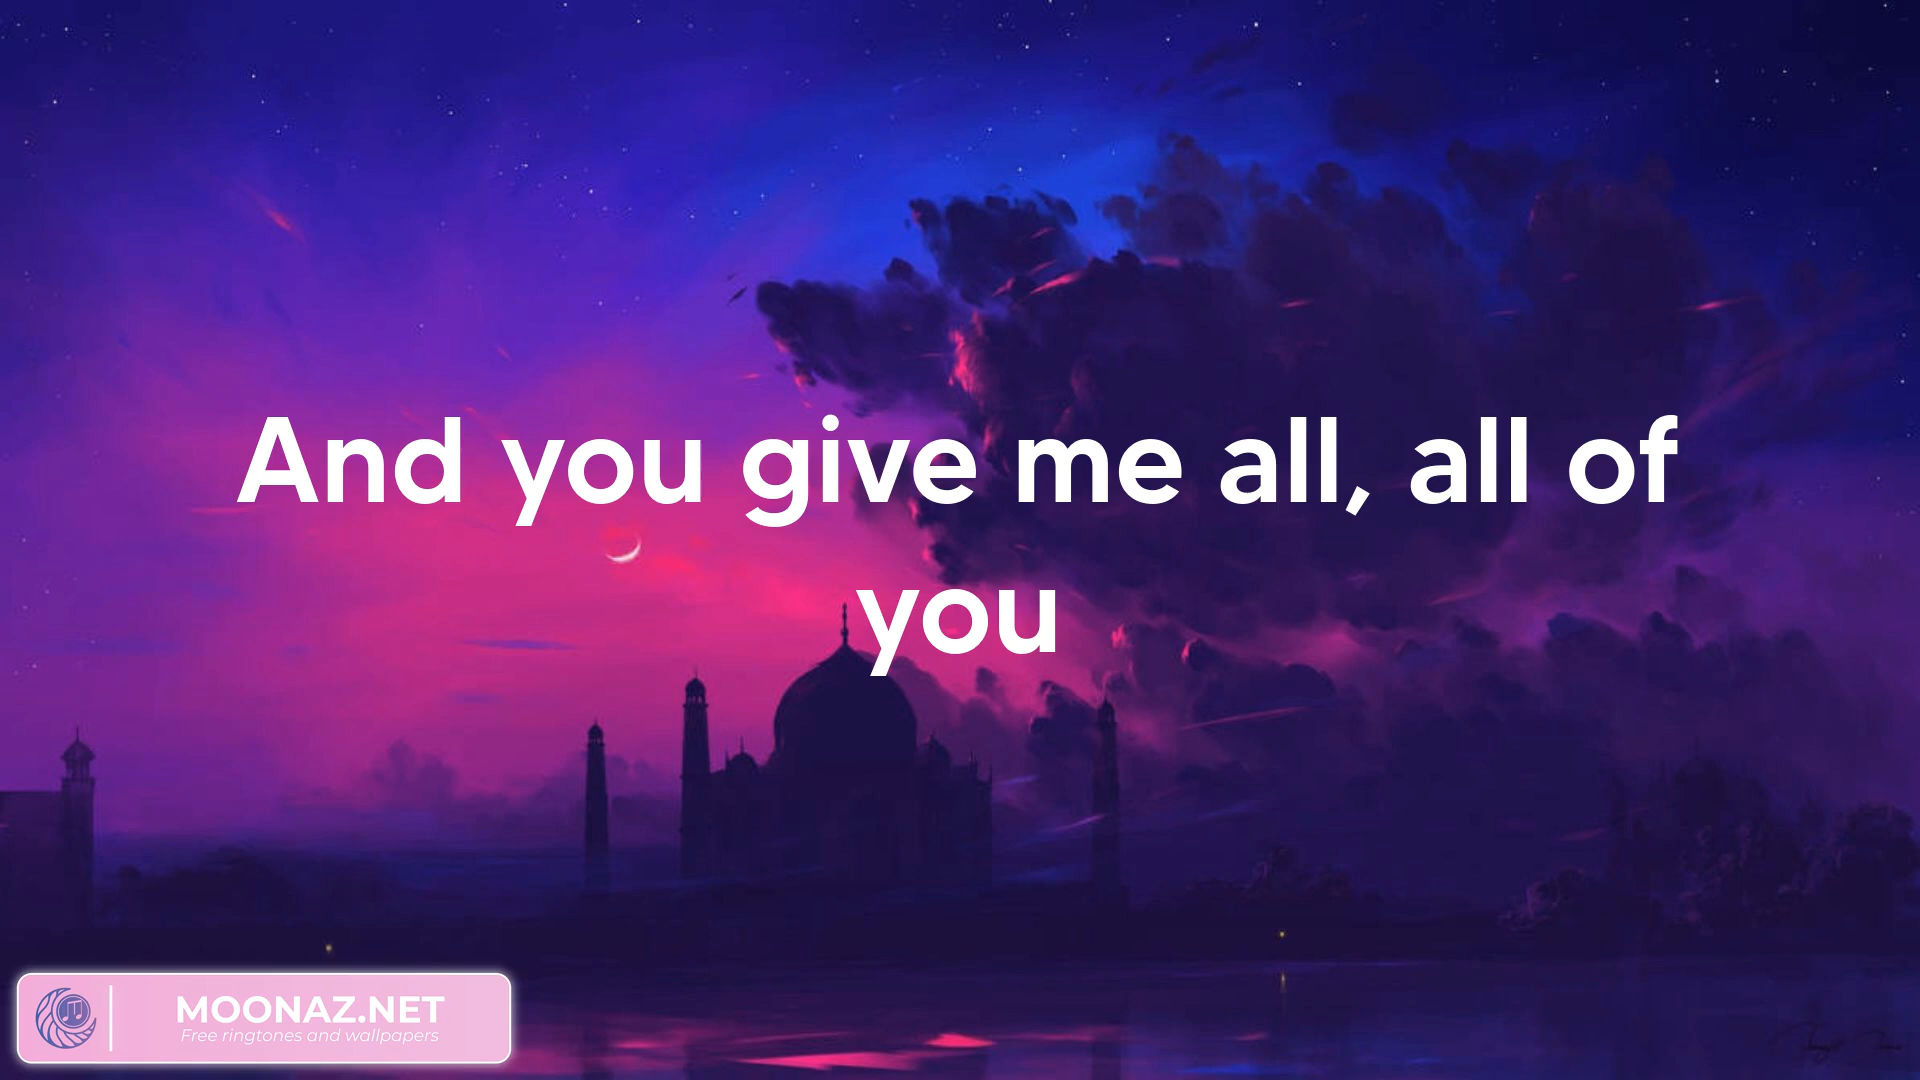 And you give me all, all of
you
MOONAZ.NET
Free ringtones and wallpapers